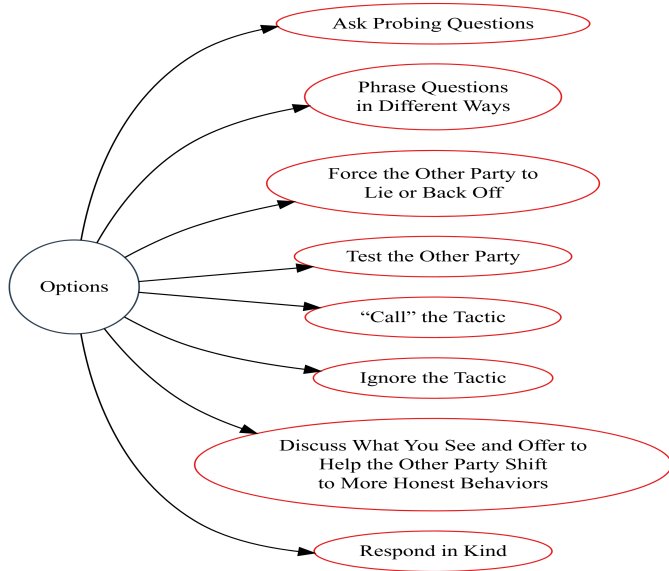 Ask Probing Questions
Phrase Questions
in Different Ways
Force the Other Party to
Lie or Back Off
Test the Other Party
Options
“Call” the Tactic
Ignore the Tactic
Discuss What You See and Offer to
Help the Other Party Shift
to More Honest Behaviors
Respond in Kind